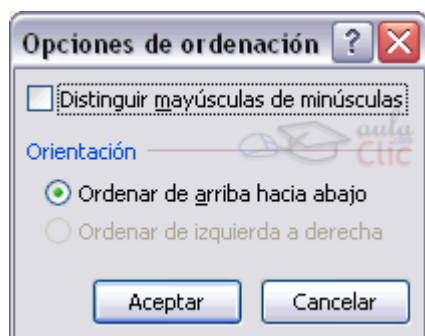 Opciones de ordenación
Distinguir mayúsculas de minúsculas
aula
Clic
Orientación
Ordenar de arriba hacia abajo
Ordenar de izquierda a derecha
Aceptar Cancelar